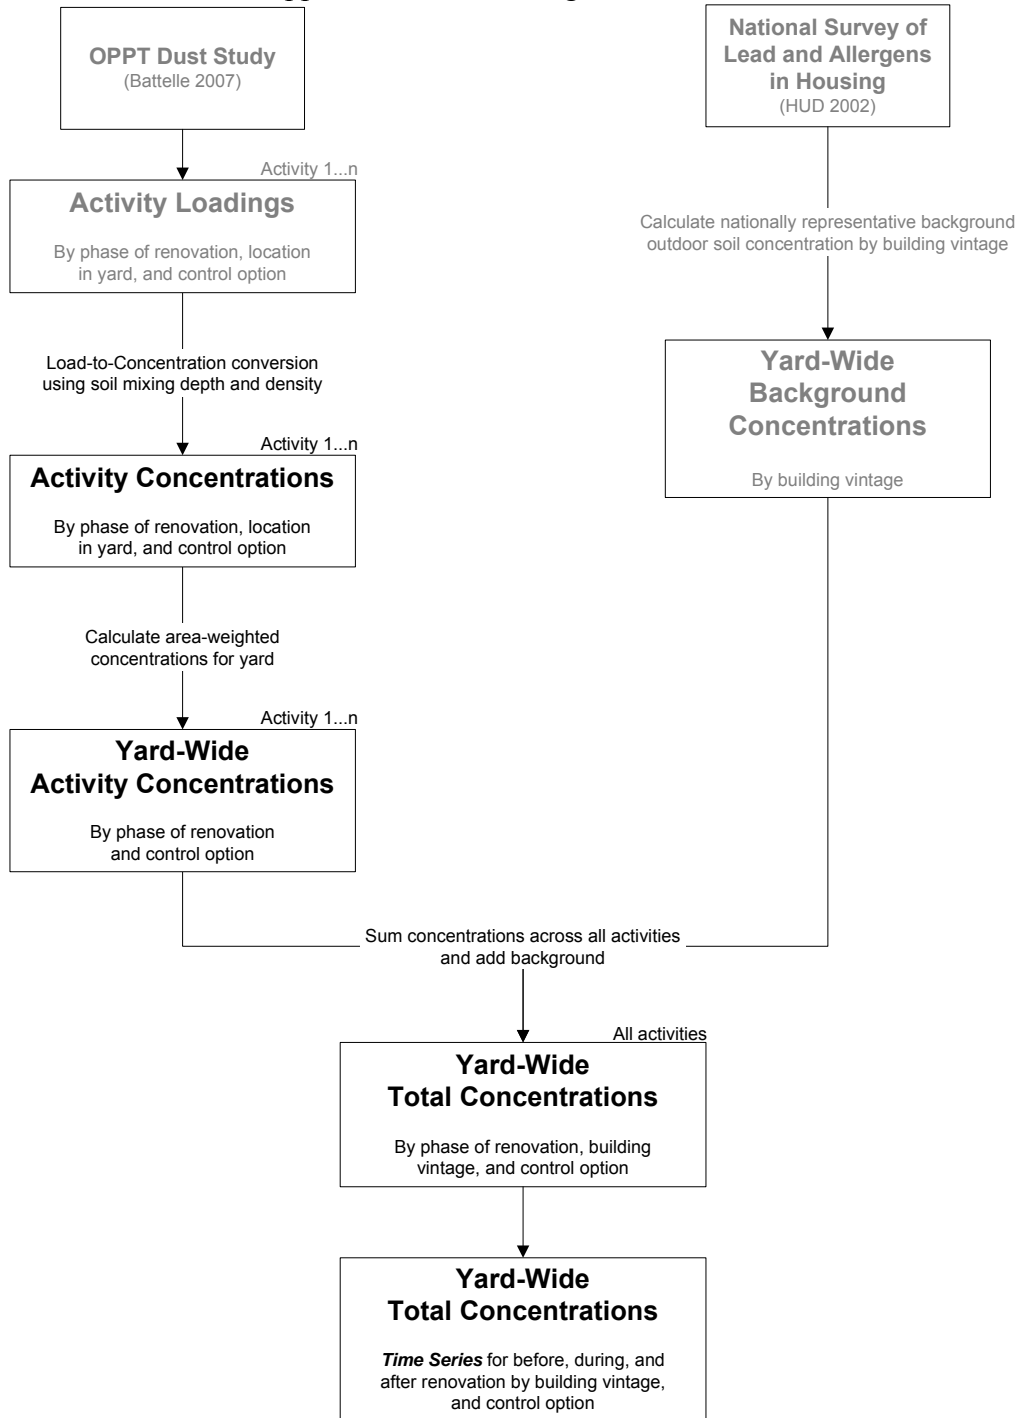 OPPT Dust Study
(Battelle 2007)
National Survey of
Lead and Allergens
in Housing
(HUD 2002)
Activity 1...n
Activity Loadings
By phase of renovation, location
in yard, and control option
Calculate nationally representative background
outdoor soil concentration by building vintage
Load-to-Concentration conversion
using soil mixing depth and density
Yard-Wide
Background
Concentrations
By building vintage
Activity 1...n
Activity Concentrations
By phase of renovation, location
in yard, and control option
Calculate area-weighted
concentrations for yard
Activity 1...n
Yard-Wide
Activity Concentrations
By phase of renovation
and control option
Sum concentrations across all activities
and add background
All activities
Yard-Wide
Total Concentrations
By phase of renovation, building
vintage, and control option
Yard-Wide
Total Concentrations
Time Series for before, during, and
after renovation by building vintage,
and control option